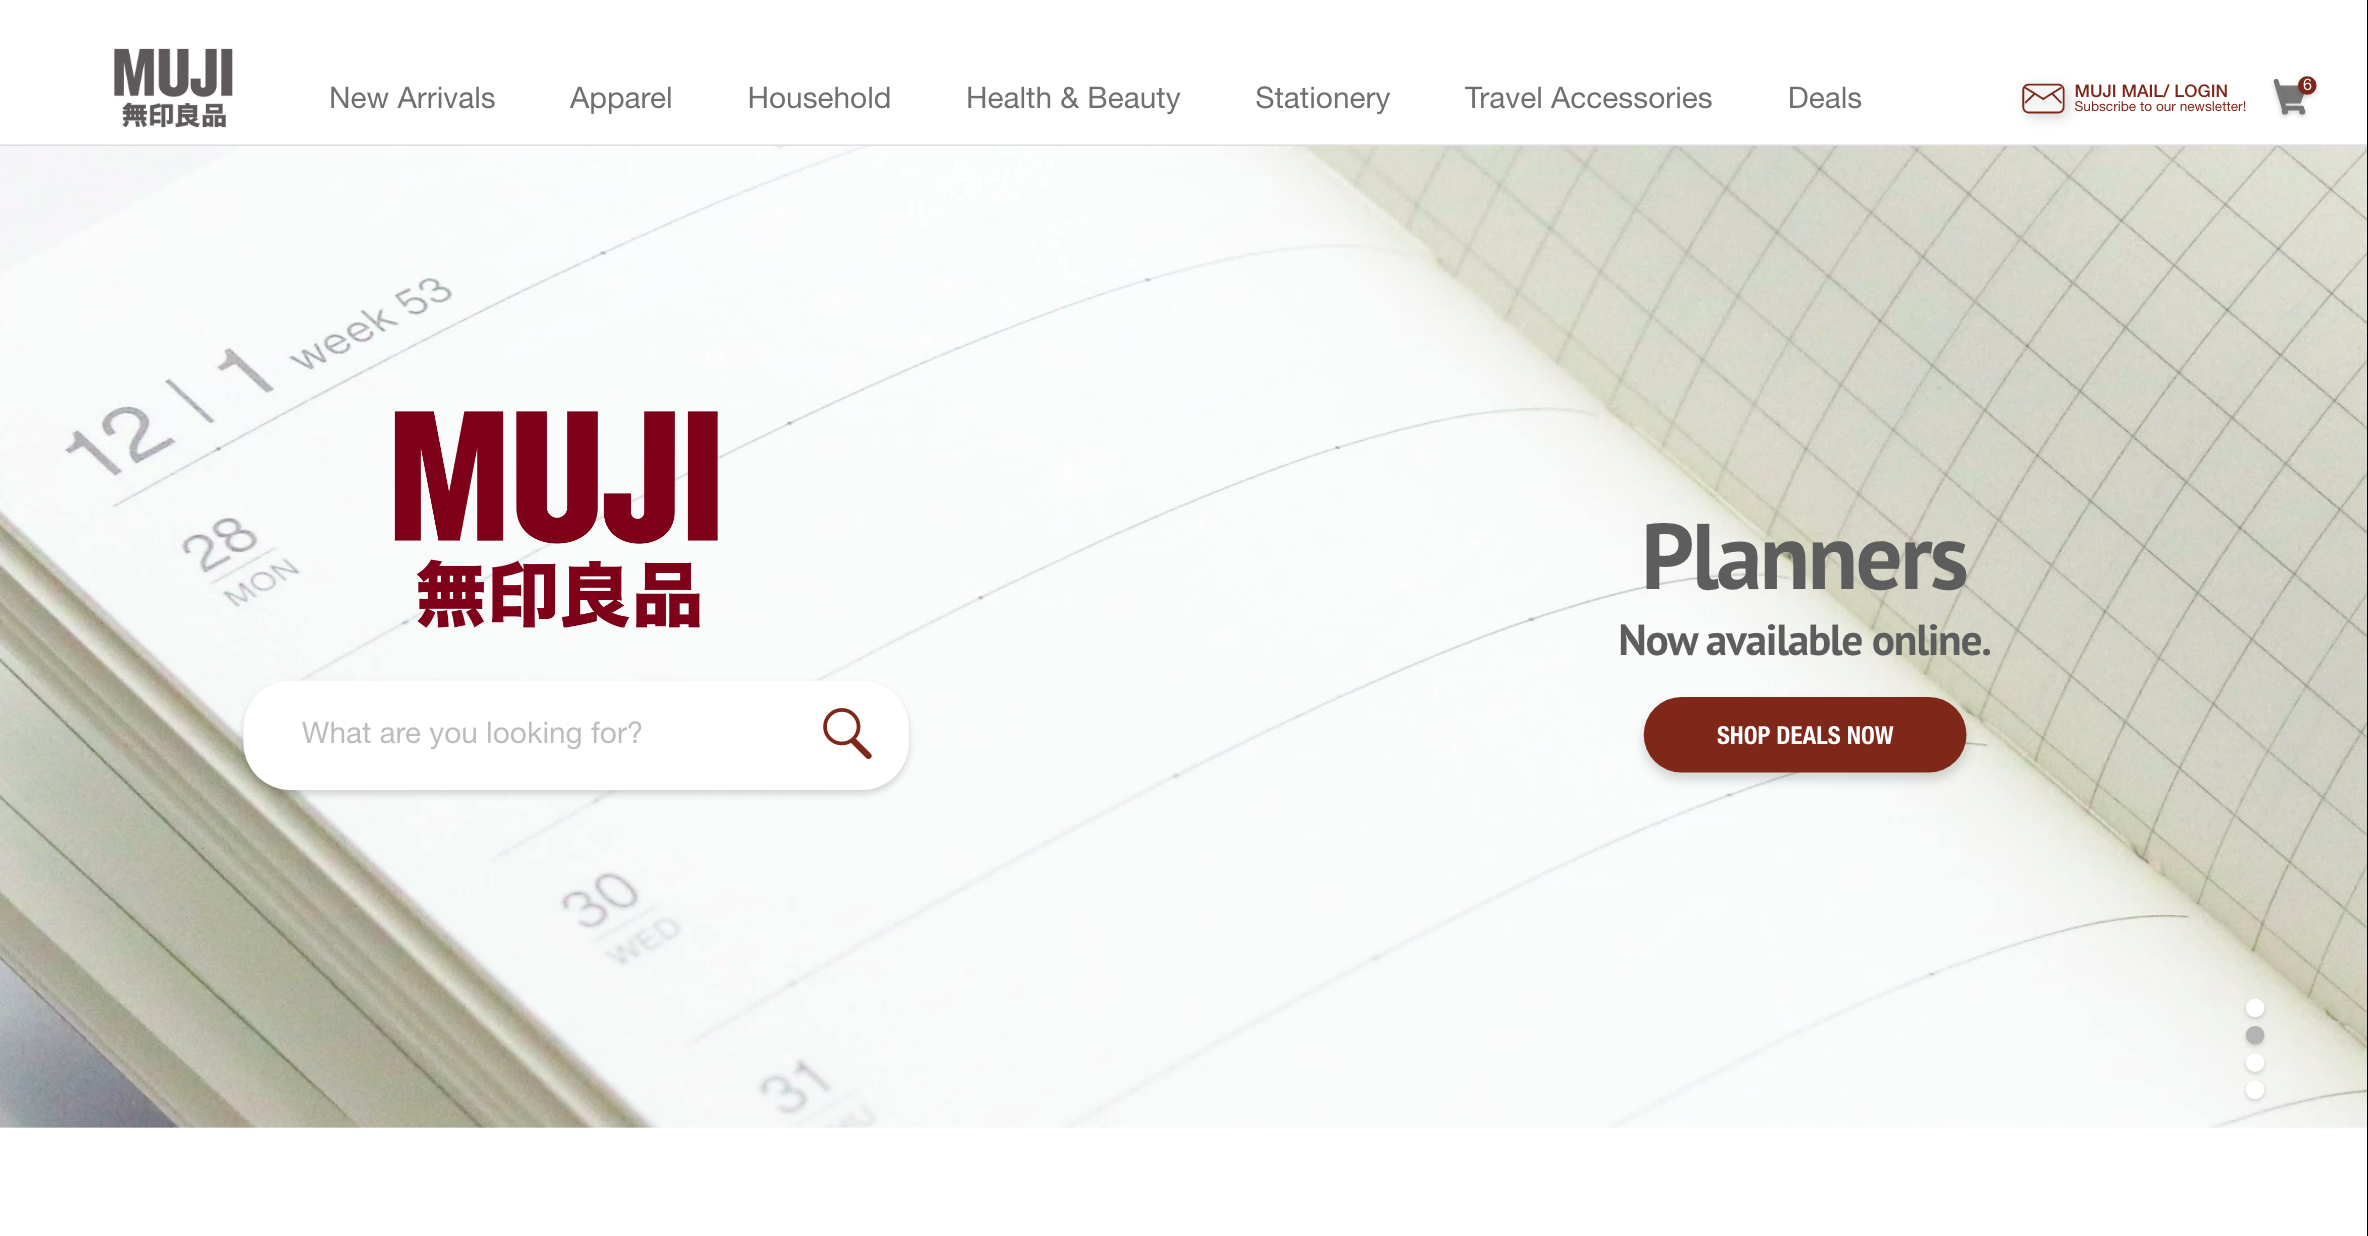 MUJI
無印良品
New Arrivals
Apparel
Household
Health & Beauty
Stationery
Travel Accessories
Deals
MUJI MAIL/ LOGIN
Subscribe to our newsletter!
6
12 | 1 week 53
28
MON
MUJI
無印良品
What are you looking for?
Planners
Now available online.
SHOP DEALS NOW
30
WED
31